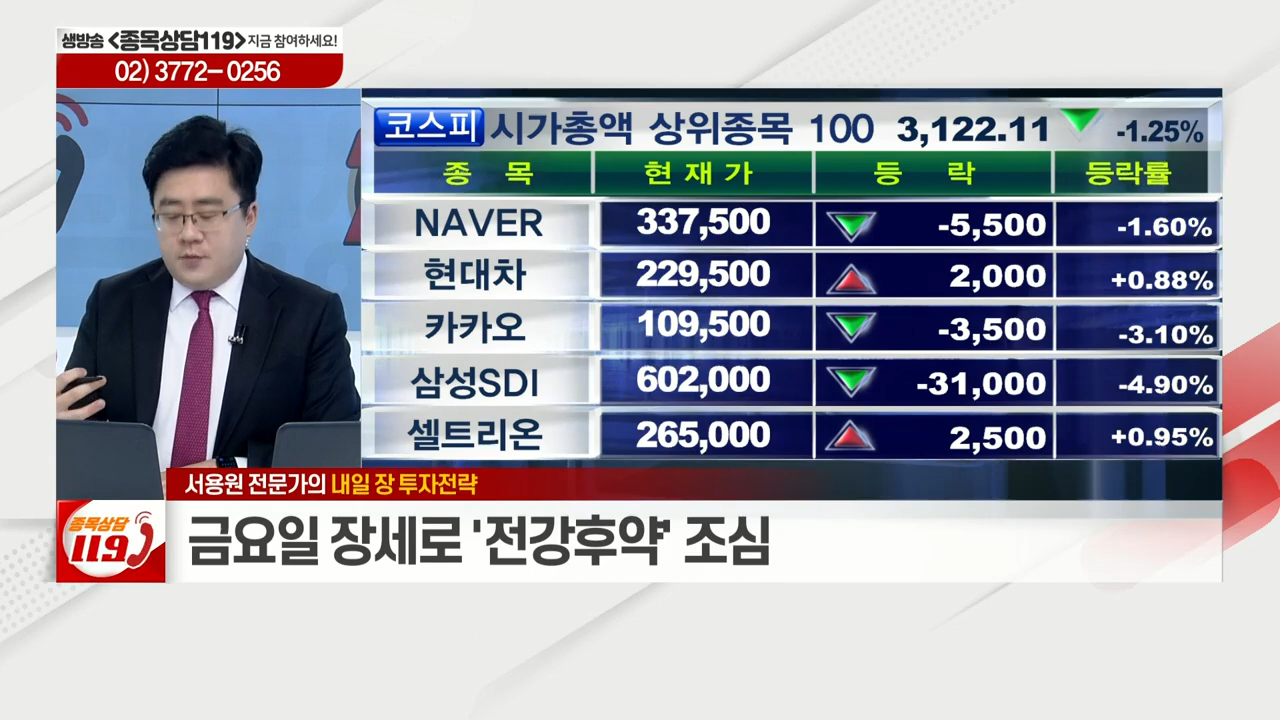 생방송 <종목상담119> 지금 참여하세요!
02) 3772-0256
코스피 시가총액 상위종목 100 3,122.11 -1.25%
종목 현재가 등락 등락률
NAVER 337,500 -5,500 -1.60%
현대차 229,500 2,000 +0.88%
카카오 109,500 -3,500 -3.10%
삼성SDI 602,000 -31,000 -4.90%
셀트리온 265,000 2,500 +0.95%
서용원 전문가의 내일 장 투자전략
종목상담
119
금요일 장세로 '전강후약' 조심